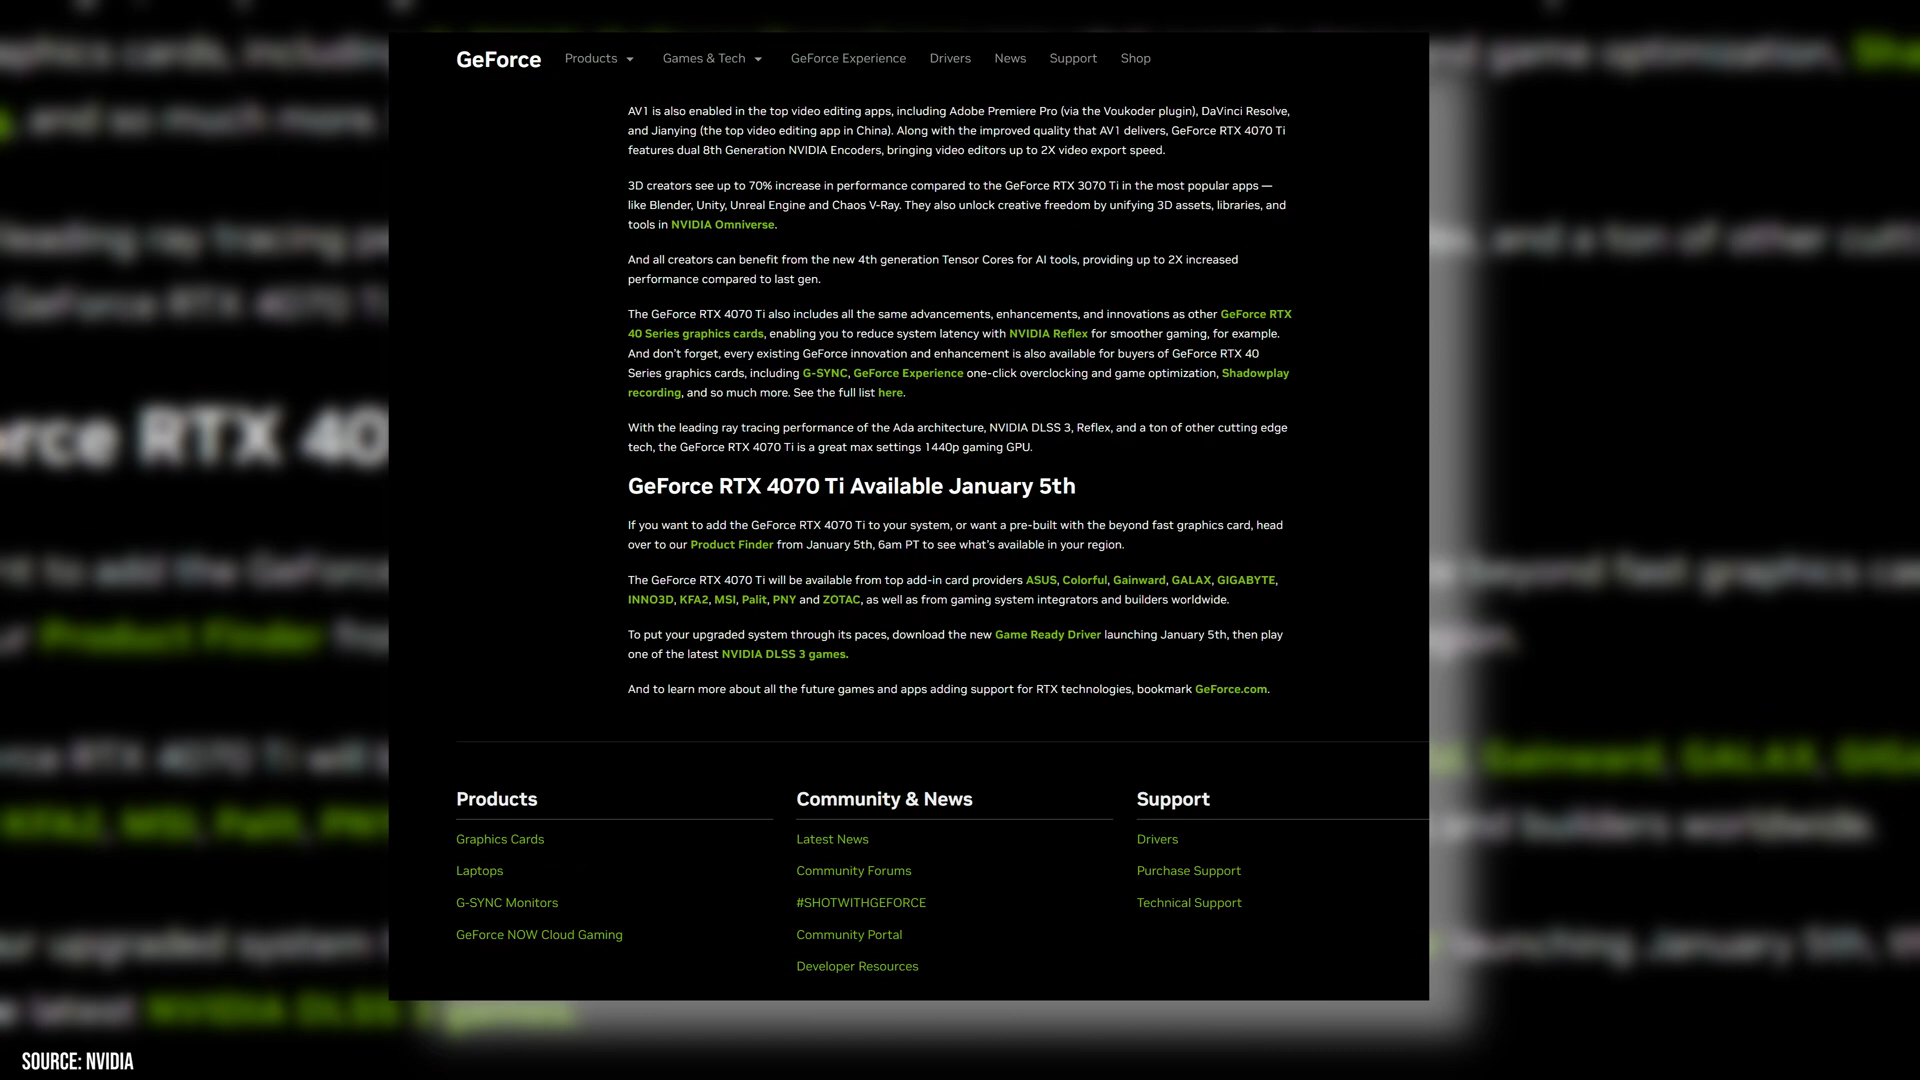 GeForce Products Games & Tech GeForce Experience Drivers News Support Shop
AV1 is also enabled in the top video editing apps, including Adobe Premiere Pro (via the Voukoder plugin), DaVinci Resolve,
and Jianying (the top video editing app in China). Along with the improved quality that AV1 delivers, GeForce RTX 4070 Ti
features dual 8th Generation NVIDIA Encoders, bringing video editors up to 2X video export speed.
3D creators see up to 70% increase in performance compared to the GeForce RTX 3070 Ti in the most popular apps —
like Blender, Unity, Unreal Engine and Chaos V-Ray. They also unlock creative freedom by unifying 3D assets, libraries, and
tools in NVIDIA Omniverse.
And all creators can benefit from the new 4th generation Tensor Cores for AI tools, providing up to 2X increased
performance compared to last gen.
The GeForce RTX 4070 Ti also includes all the same advancements, enhancements, and innovations as other GeForce RTX
40 Series graphics cards, enabling you to reduce system latency with NVIDIA Reflex for smoother gaming, for example.
And don't forget, every existing GeForce innovation and enhancement is also available for buyers of GeForce RTX 40
Series graphics cards, including G-SYNC, GeForce Experience one-click overclocking and game optimization, Shadowplay
recording, and so much more. See the full list here.
With the leading ray tracing performance of the Ada architecture, NVIDIA DLSS 3, Reflex, and a ton of other cutting edge
tech, the GeForce RTX 4070 Ti is a great max settings 1440p gaming GPU.
GeForce RTX 4070 Ti Available January 5th
If you want to add the GeForce RTX 4070 Ti to your system, or want a pre-built with the beyond fast graphics card, head
over to our Product Finder from January 5th, 6am PT to see what's available in your region.
The GeForce RTX 4070 Ti will be available from top add-in card providers ASUS, Colorful, Gainward, GALAX, GIGABYTE,
INNO3D, KFA2, MSI, Palit, PNY and ZOTAC, as well as from gaming system integrators and builders worldwide.
To put your upgraded system through its paces, download the new Game Ready Driver launching January 5th, then play
one of the latest NVIDIA DLSS 3 games.
And to learn more about all the future games and apps adding support for RTX technologies, bookmark GeForce.com.
Products
Graphics Cards
Laptops
G-SYNC Monitors
GeForce NOW Cloud Gaming
Community & News
Latest News
Community Forums
#SHOTWITHGEFORCE
Community Portal
Developer Resources
Support
Drivers
Purchase Support
Technical Support
SOURCE: NVIDIA